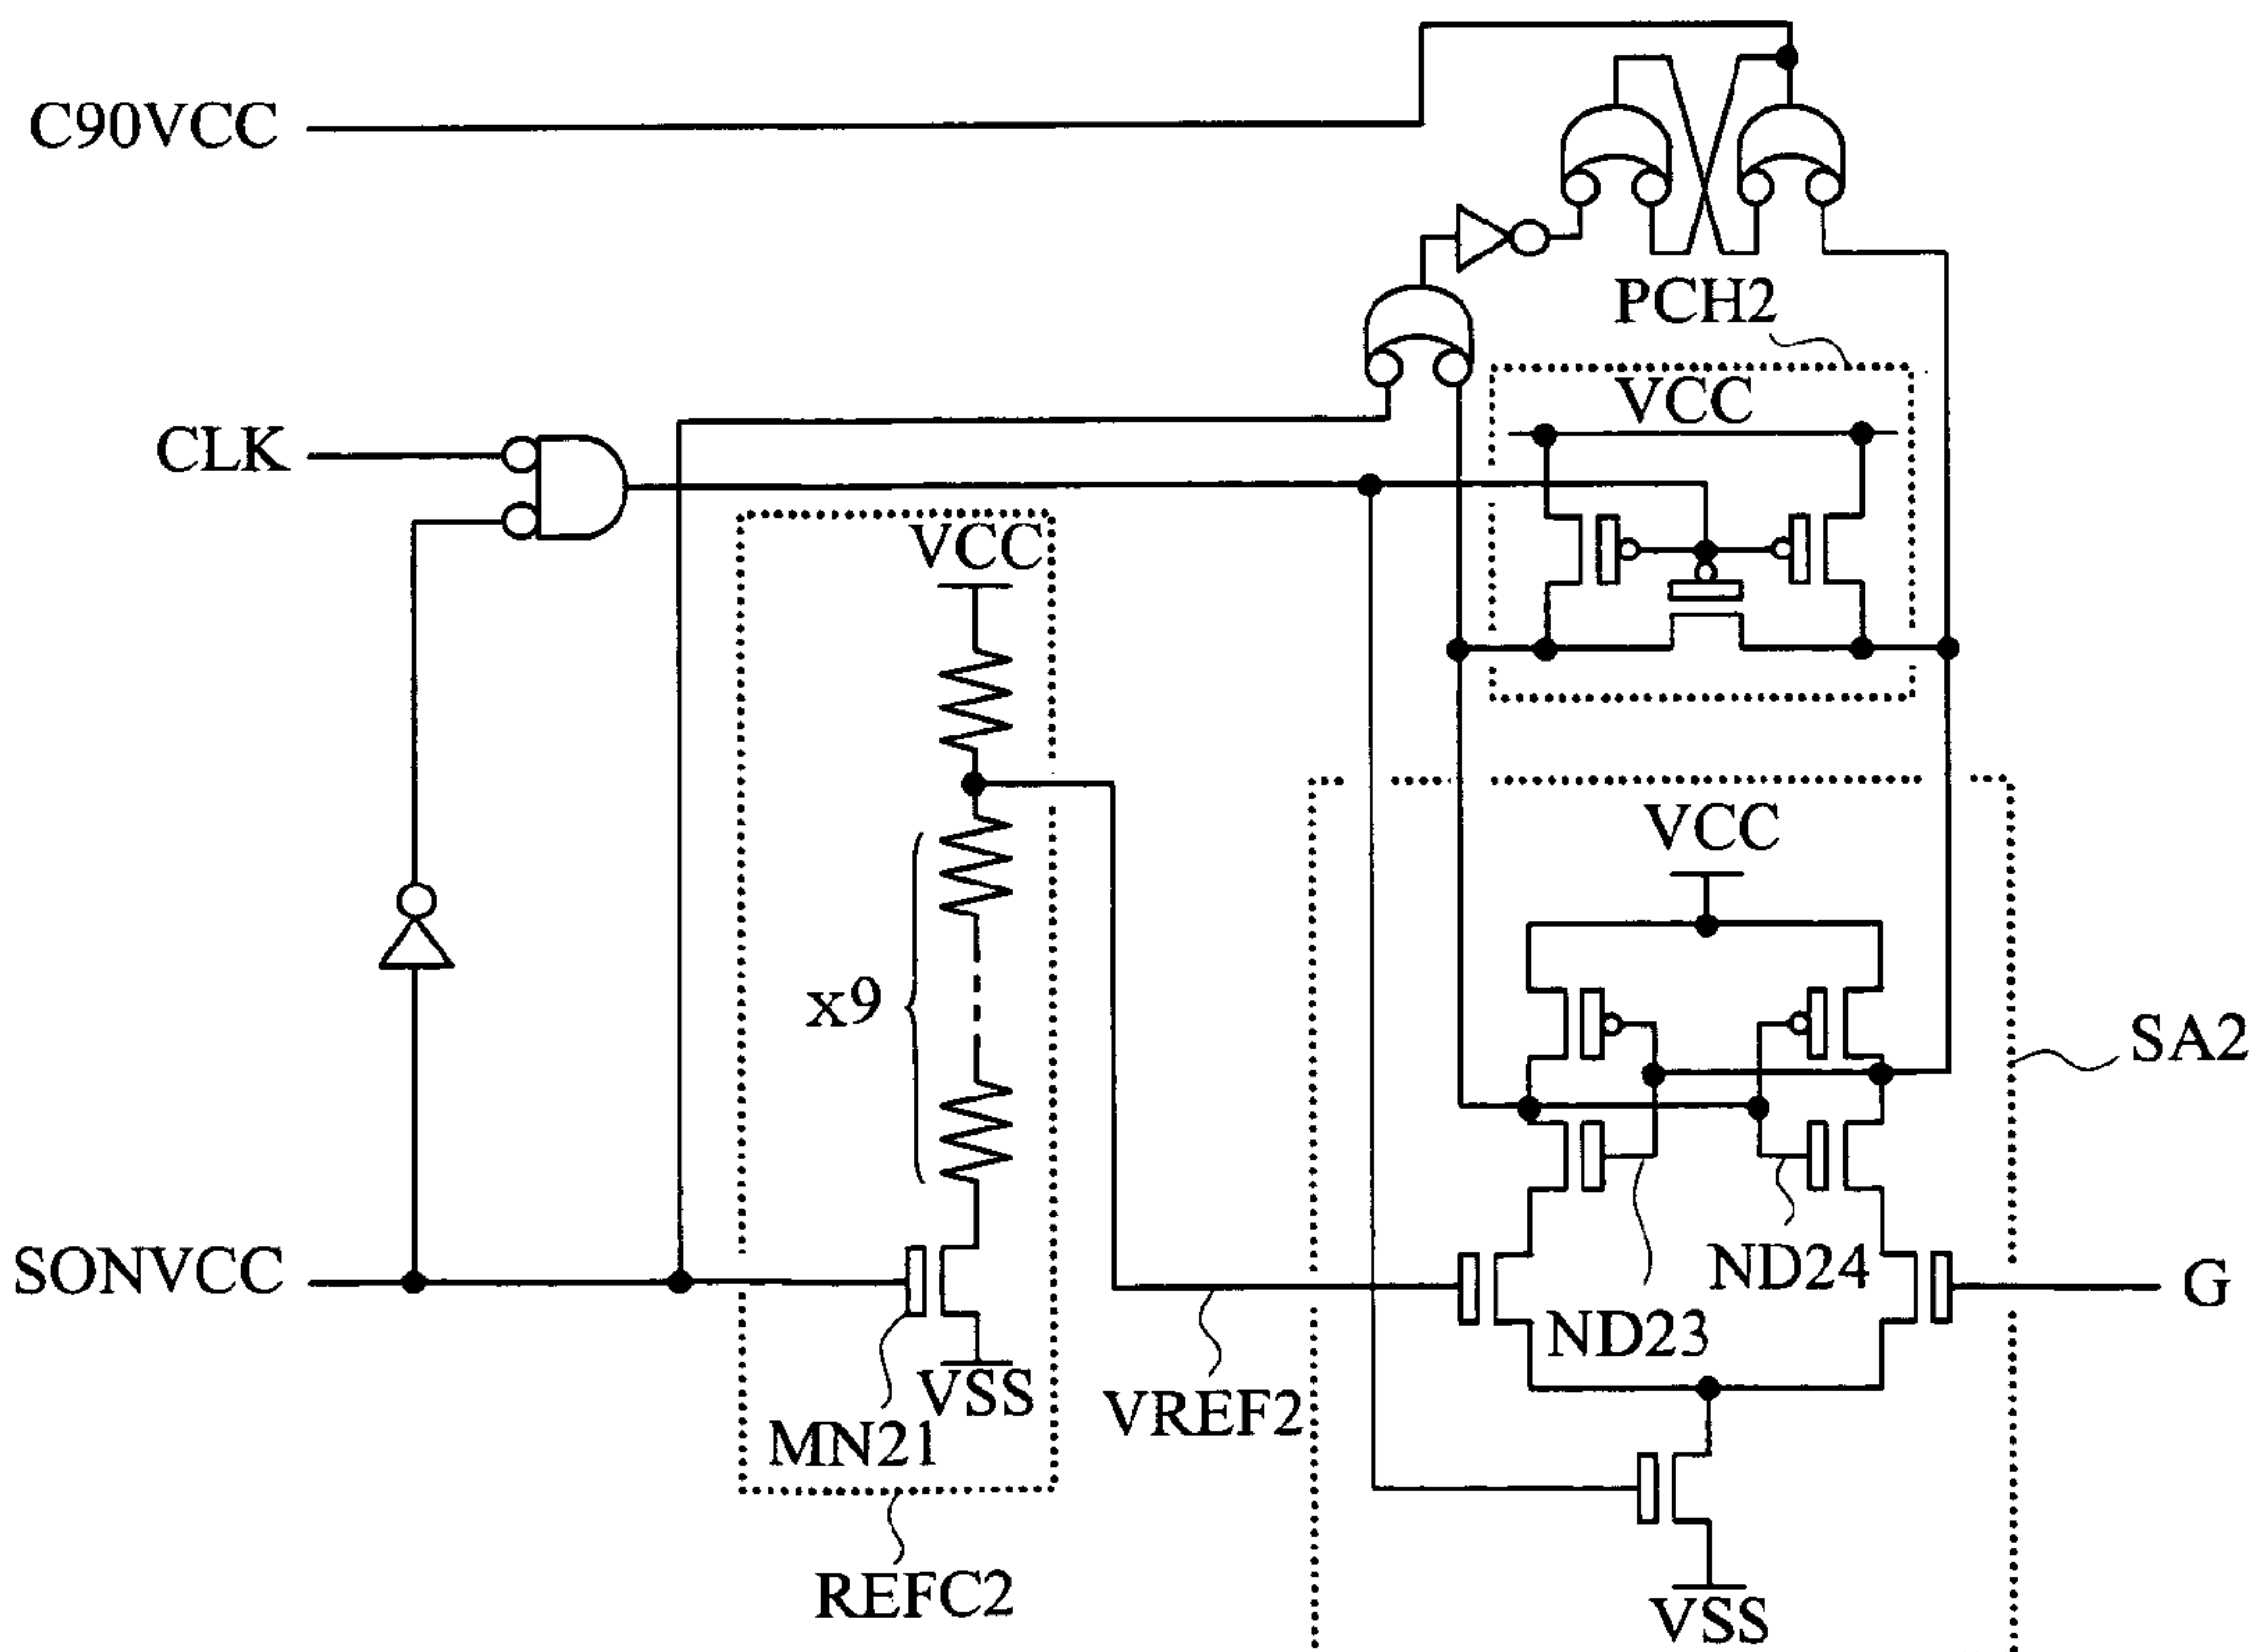 C90VCC
PCH2
VCC
CLK
VCC
VCC
x9
SA2
SONVCC
ND24
G
ND23
VSS
VREF2
MN21
REFC2
VSS